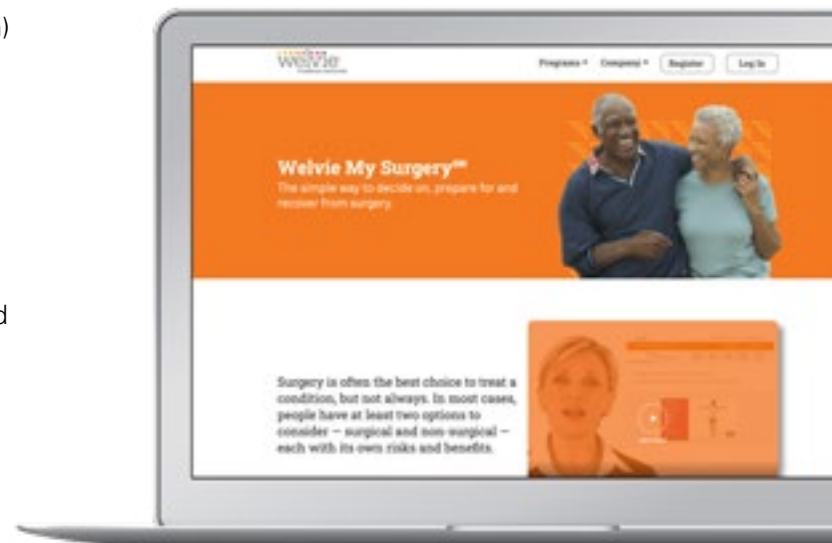 )
welvie
Programs
Company
Register
Log In
Welvie My Surgery℠
The simple way to decide on, prepare for and
recover from surgery.
d
Surgery is often the best choice to treat a
condition, but not always. In most cases,
people have at least two options to
consider — surgical and non-surgical —
each with its own risks and benefits.